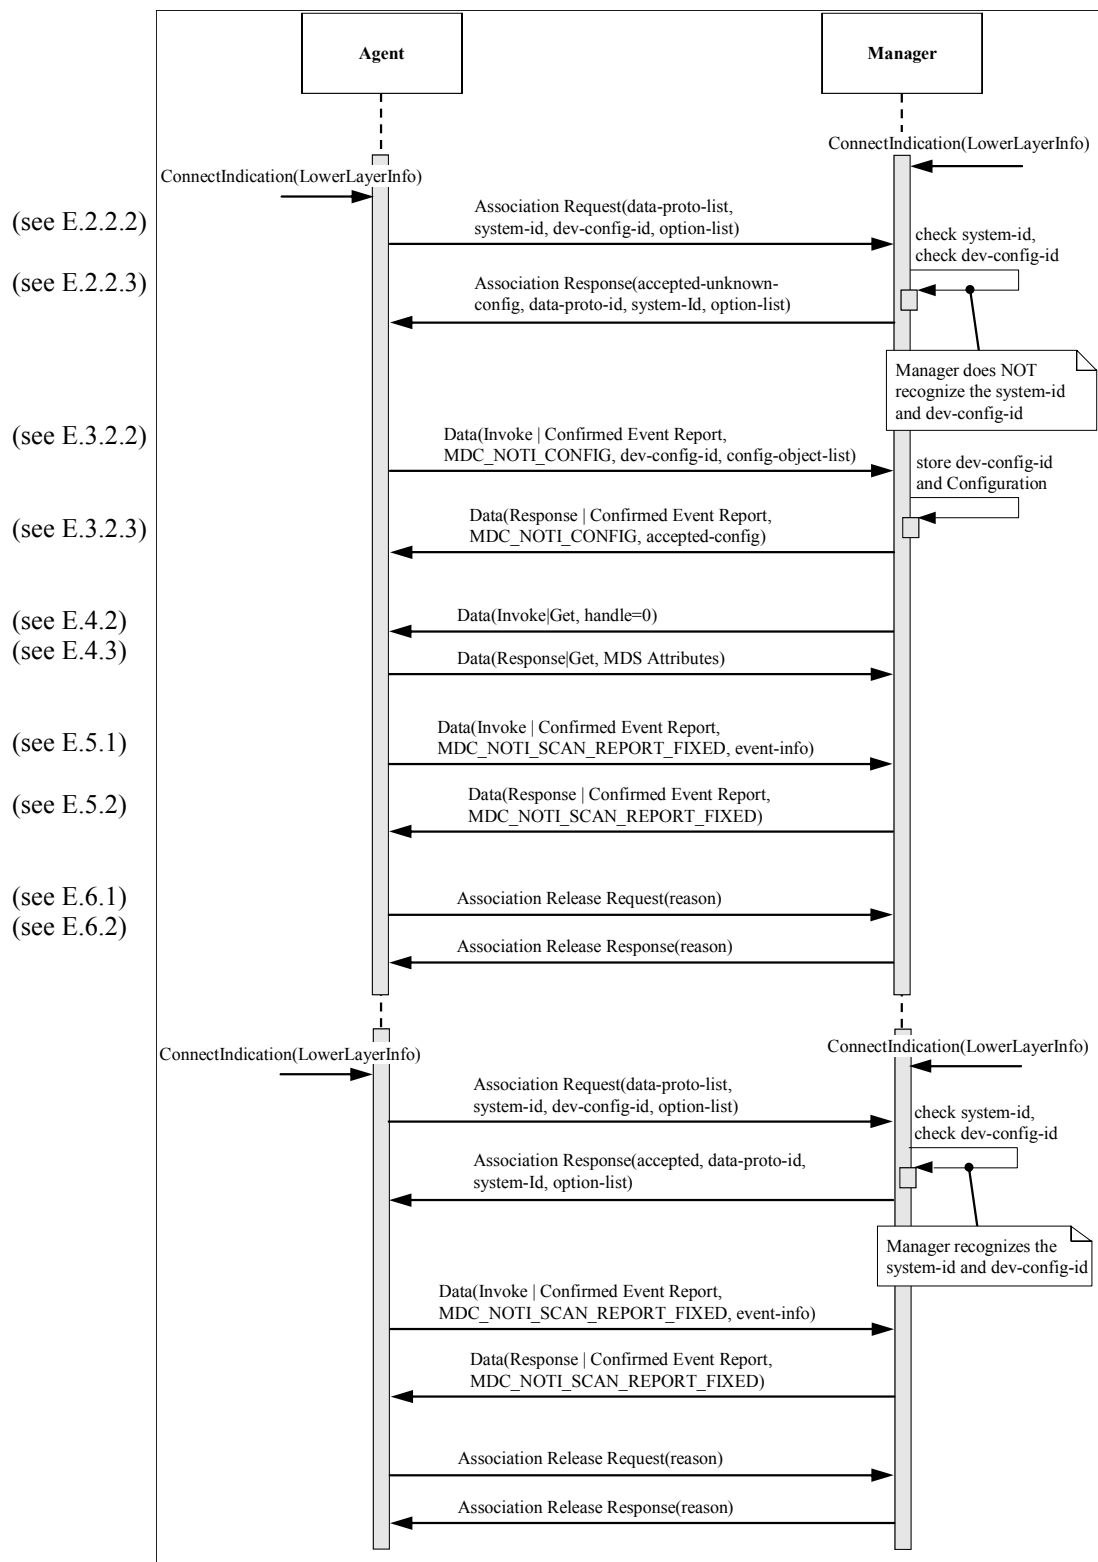 Agent
Manager
ConnectIndication(LowerLayerInfo)
ConnectIndication(LowerLayerInfo)
(see E.2.2.2)
Association Request(data-proto-list,
system-id, dev-config-id, option-list)
check system-id,
check dev-config-id
(see E.2.2.3)
Association Response(accepted-unknown-
config, data-proto-id, system-Id, option-list)
Manager does NOT
recognize the system-id
and dev-config-id
(see E.3.2.2)
Data(Invoke | Confirmed Event Report,
MDC_NOTI_CONFIG, dev-config-id, config-object-list)
store dev-config-id
and Configuration
(see E.3.2.3)
Data(Response | Confirmed Event Report,
MDC_NOTI_CONFIG, accepted-config)
(see E.4.2)
Data(Invoke|Get, handle=0)
(see E.4.3)
Data(Response|Get, MDS Attributes)
(see E.5.1)
Data(Invoke | Confirmed Event Report,
MDC_NOTI_SCAN_REPORT_FIXED, event-info)
(see E.5.2)
Data(Response | Confirmed Event Report,
MDC_NOTI_SCAN_REPORT_FIXED)
(see E.6.1)
Association Release Request(reason)
(see E.6.2)
Association Release Response(reason)
ConnectIndication(LowerLayerInfo)
ConnectIndication(LowerLayerInfo)
Association Request(data-proto-list,
system-id, dev-config-id, option-list)
check system-id,
check dev-config-id
Association Response(accepted, data-proto-id,
system-Id, option-list)
Manager recognizes the
system-id and dev-config-id
Data(Invoke | Confirmed Event Report,
MDC_NOTI_SCAN_REPORT_FIXED, event-info)
Data(Response | Confirmed Event Report,
MDC_NOTI_SCAN_REPORT_FIXED)
Association Release Request(reason)
Association Release Response(reason)